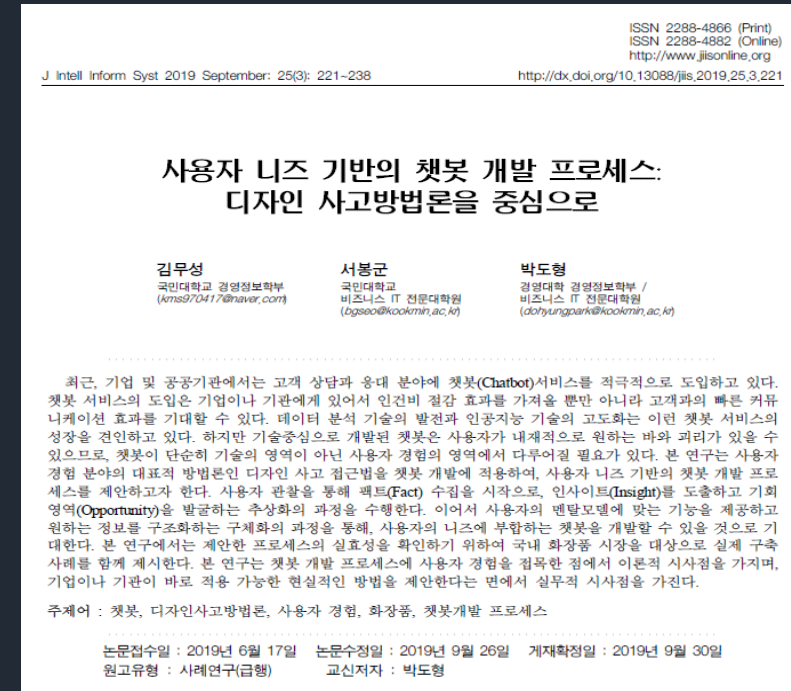 ISSN 2288-4866 (Print)
ISSN 2288-4882 (Online)
http://www.jiisonline.org
J Intell Inform Syst 2019 September: 25(3): 221~238 http://dx.doi.org/10.13088/jiis.2019.25.3.221
사용자 니즈 기반의 챗봇 개발 프로세스:
디자인 사고방법론을 중심으로
김무성 서봉군 박도형
국민대학교 경영정보학부 국민대학교 경영대학 경영정보학부 /
(kms970417@naver.com) 비즈니스 IT 전문대학원 비즈니스 IT 전문대학원
(bgseo@kookmin.ac.kr) (dohyungpark@kookmin.ac.kr)
최근, 기업 및 공공기관에서는 고객 상담과 응대 분야에 챗봇(Chatbot)서비스를 적극적으로 도입하고 있다.
챗봇 서비스의 도입은 기업이나 기관에게 있어서 인건비 절감 효과를 가져올 뿐만 아니라 고객과의 빠른 커뮤
니케이션 효과를 기대할 수 있다. 데이터 분석 기술의 발전과 인공지능 기술의 고도화는 이런 챗봇 서비스의
성장을 견인하고 있다. 하지만 기술중심으로 개발된 챗봇은 사용자가 내재적으로 원하는 바와 괴리가 있을 수
있으므로, 챗봇이 단순히 기술의 영역이 아닌 사용자 경험의 영역에서 다루어질 필요가 있다. 본 연구는 사용자
경험 분야의 대표적 방법론인 디자인 사고 접근법을 챗봇 개발에 적용하여, 사용자 니즈 기반의 챗봇 개발 프로
세스를 제안하고자 한다. 사용자 관찰을 통해 팩트(Fact) 수집을 시작으로, 인사이트(Insight)를 도출하고 기회
영역(Opportunity)을 발굴하는 추상화의 과정을 수행한다. 이어서 사용자의 멘탈모델에 맞는 기능을 제공하고
원하는 정보를 구조화하는 구체화의 과정을 통해, 사용자의 니즈에 부합하는 챗봇을 개발할 수 있을 것으로 기
대한다. 본 연구에서는 제안한 프로세스의 실효성을 확인하기 위하여 국내 화장품 시장을 대상으로 실제 구축
사례를 함께 제시한다. 본 연구는 챗봇 개발 프로세스에 사용자 경험을 접목한 점에서 이론적 시사점을 가지며,
기업이나 기관이 바로 적용 가능한 현실적인 방법을 제안한다는 면에서 실무적 시사점을 가진다.
주제어 : 챗봇, 디자인사고방법론, 사용자 경험, 화장품, 챗봇개발 프로세스
논문접수일 : 2019년 6월 17일 논문수정일 : 2019년 9월 26일 게재확정일 : 2019년 9월 30일
원고유형 : 사례연구(급행) 교신저자 : 박도형